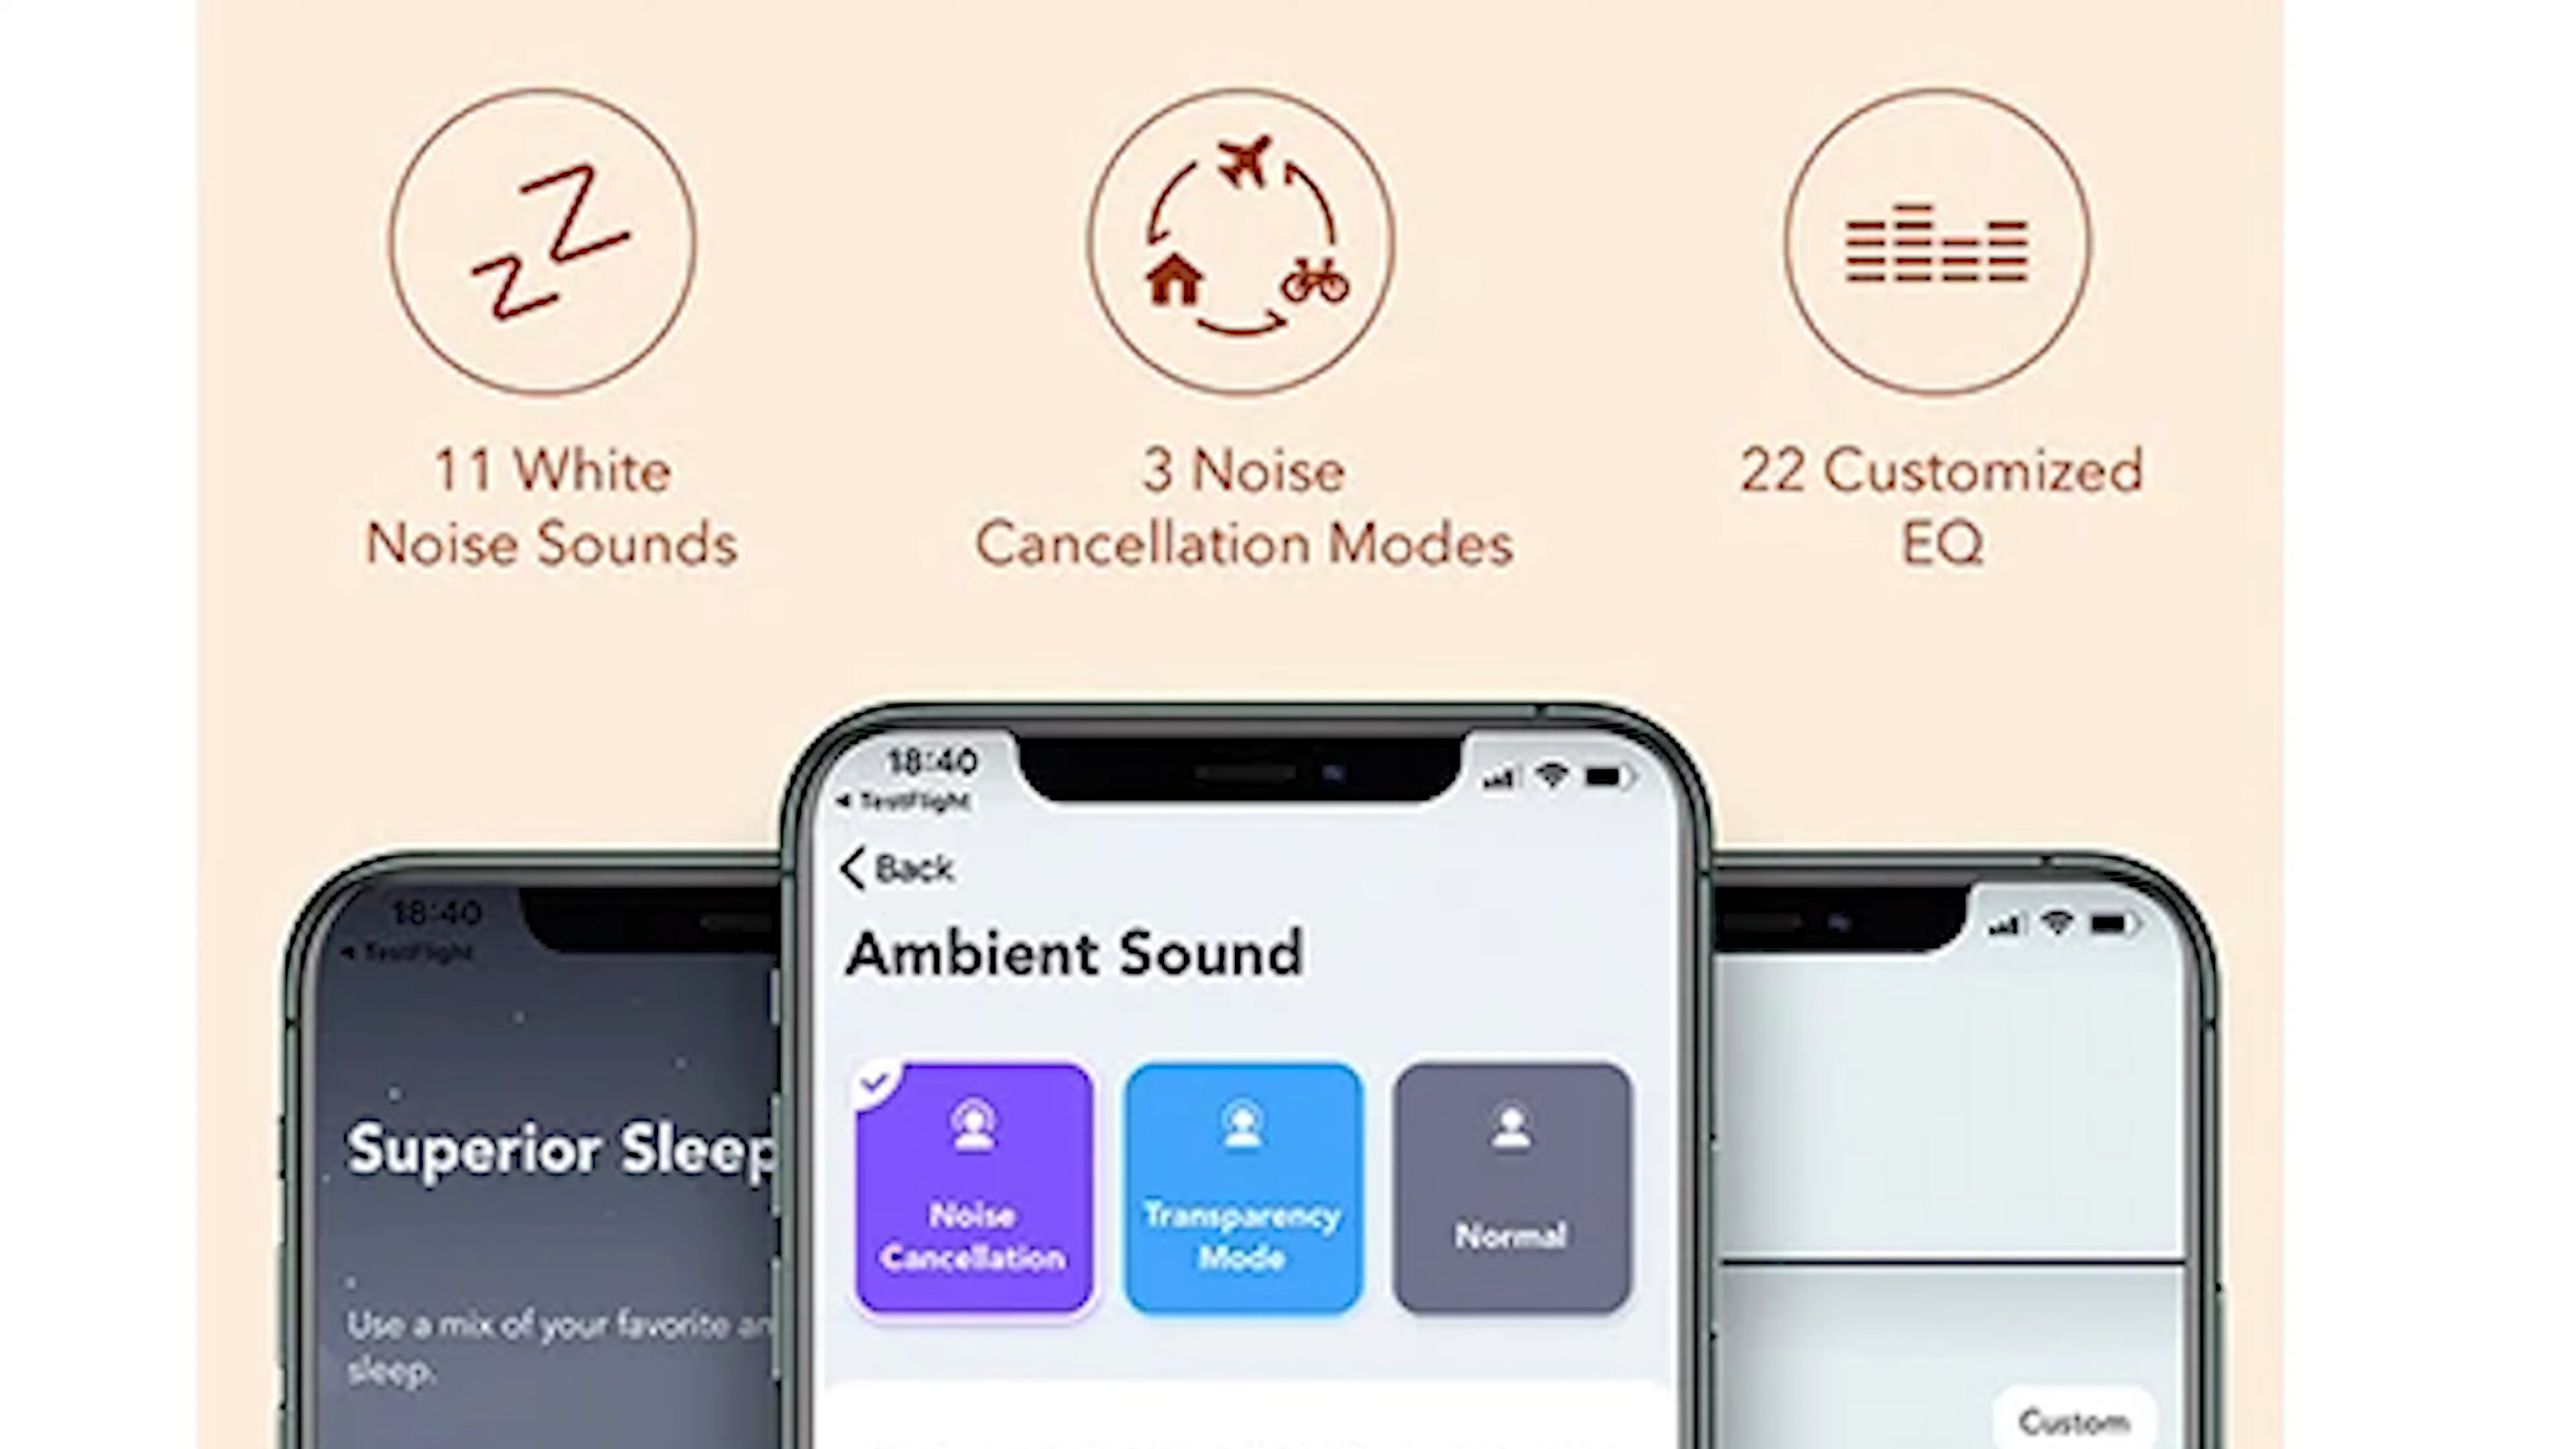 11 White
Noise Sounds
3 Noise
Cancellation Modes
22 Customized
EQ
18:40
TestFlight
Back
Ambient Sound
Noise
Cancellation
Transparency
Mode
Normal
18:40
TestFlight
Superior Sleep
Use a mix of your favorite
sleep.
Custom